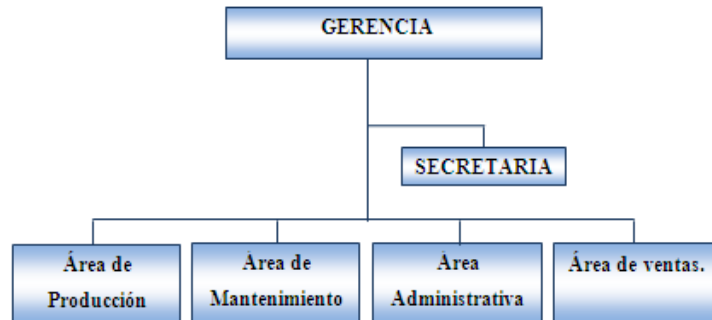 GERENCIA
SECRETARIA
Área de
Producción
Área de
Mantenimiento
Área
Administrativa
Área de ventas.